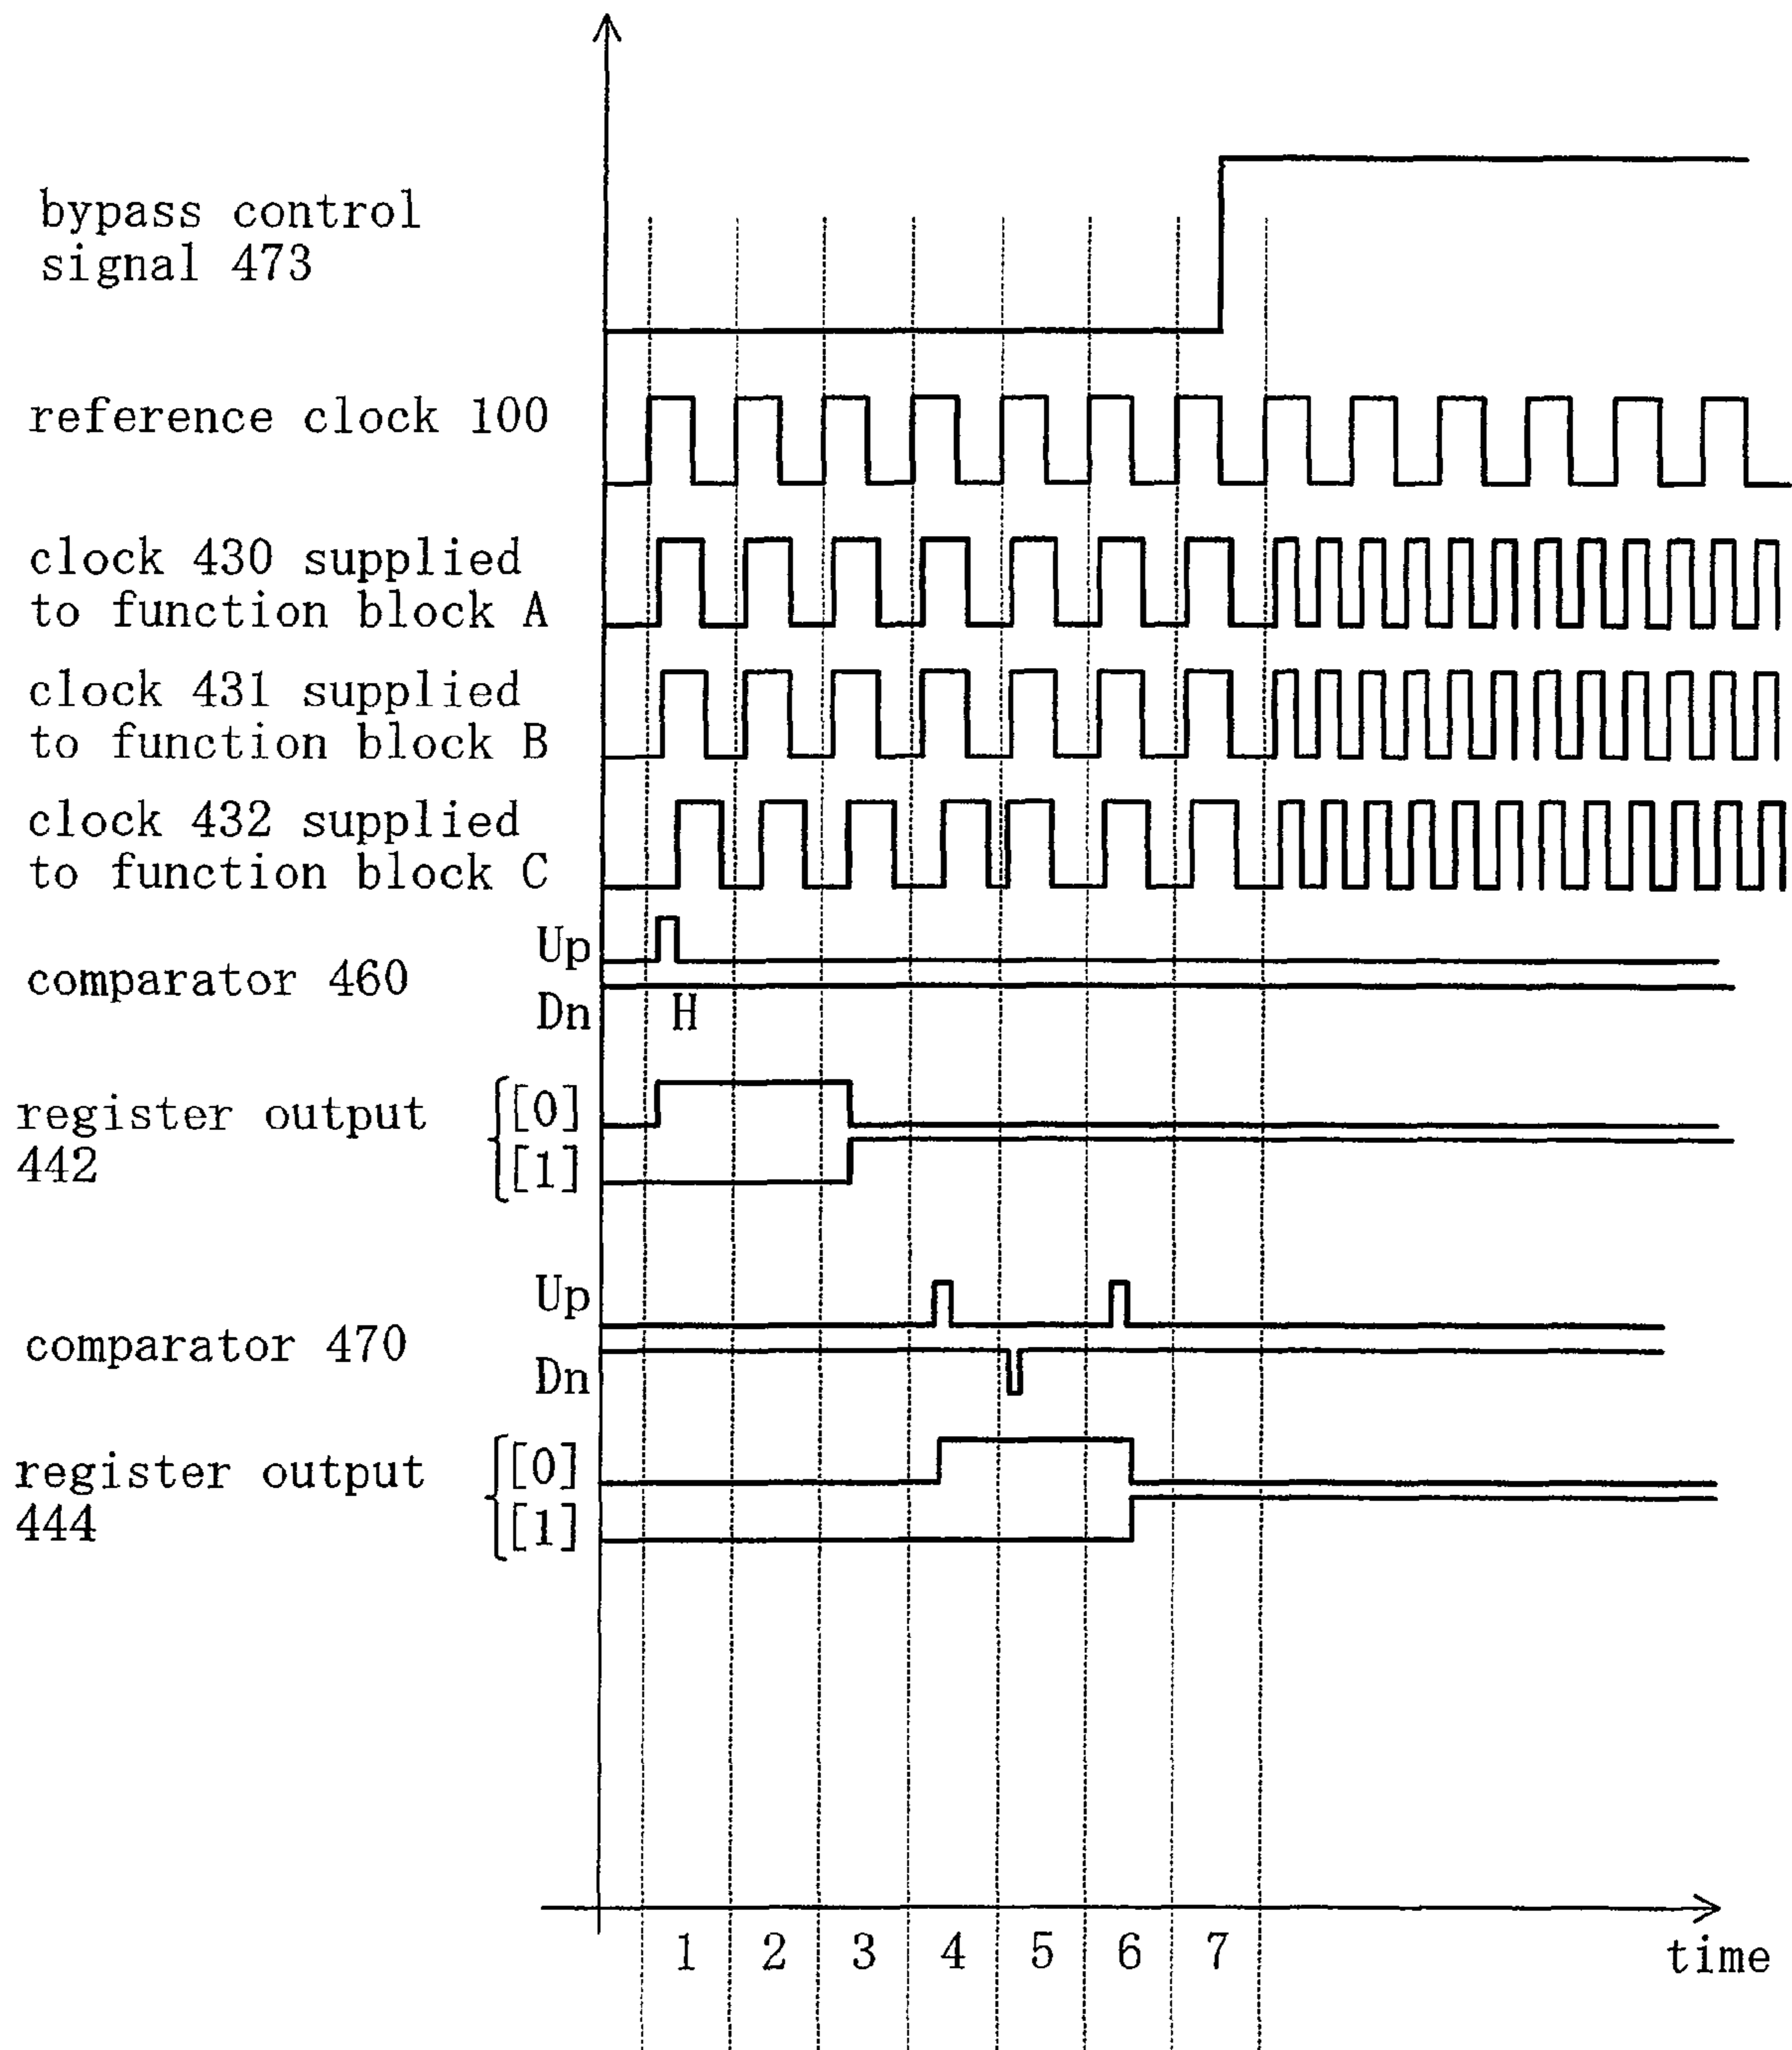 bypass control
signal 473
reference clock 100
clock 430 supplied
to function block A
clock 431 supplied
to function block B
clock 432 supplied
to function block C
Up
comparator 460
Dn H
register output [0]
442 [1]
Up
comparator 470
Dn
register output [0]
444 [1]
1 2 3 4 5 6 7 time